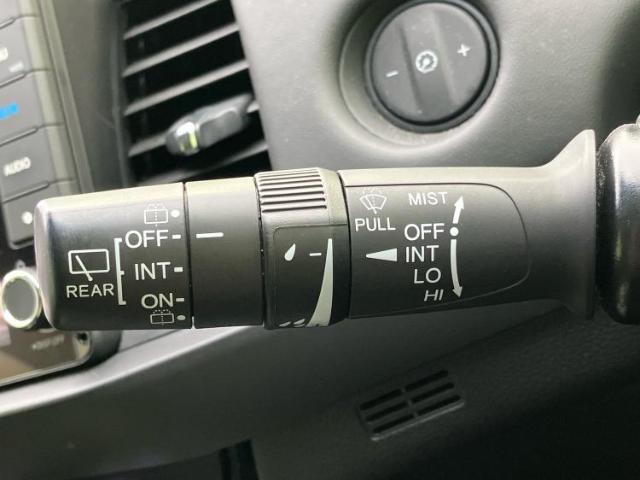 − +
AUDIO
OFF
INT
REAR
ON
PULL
MIST
OFF
INT
LO
HI